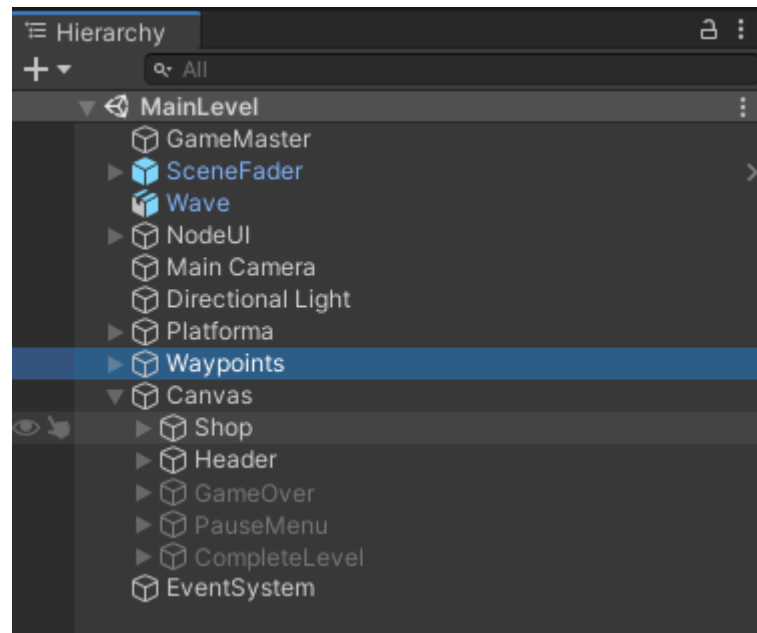 Hierarchy
All
MainLevel
GameMaster
SceneFader
Wave
NodeUI
Main Camera
Directional Light
Platforma
Waypoints
Canvas
Shop
Header
GameOver
PauseMenu
CompleteLevel
EventSystem